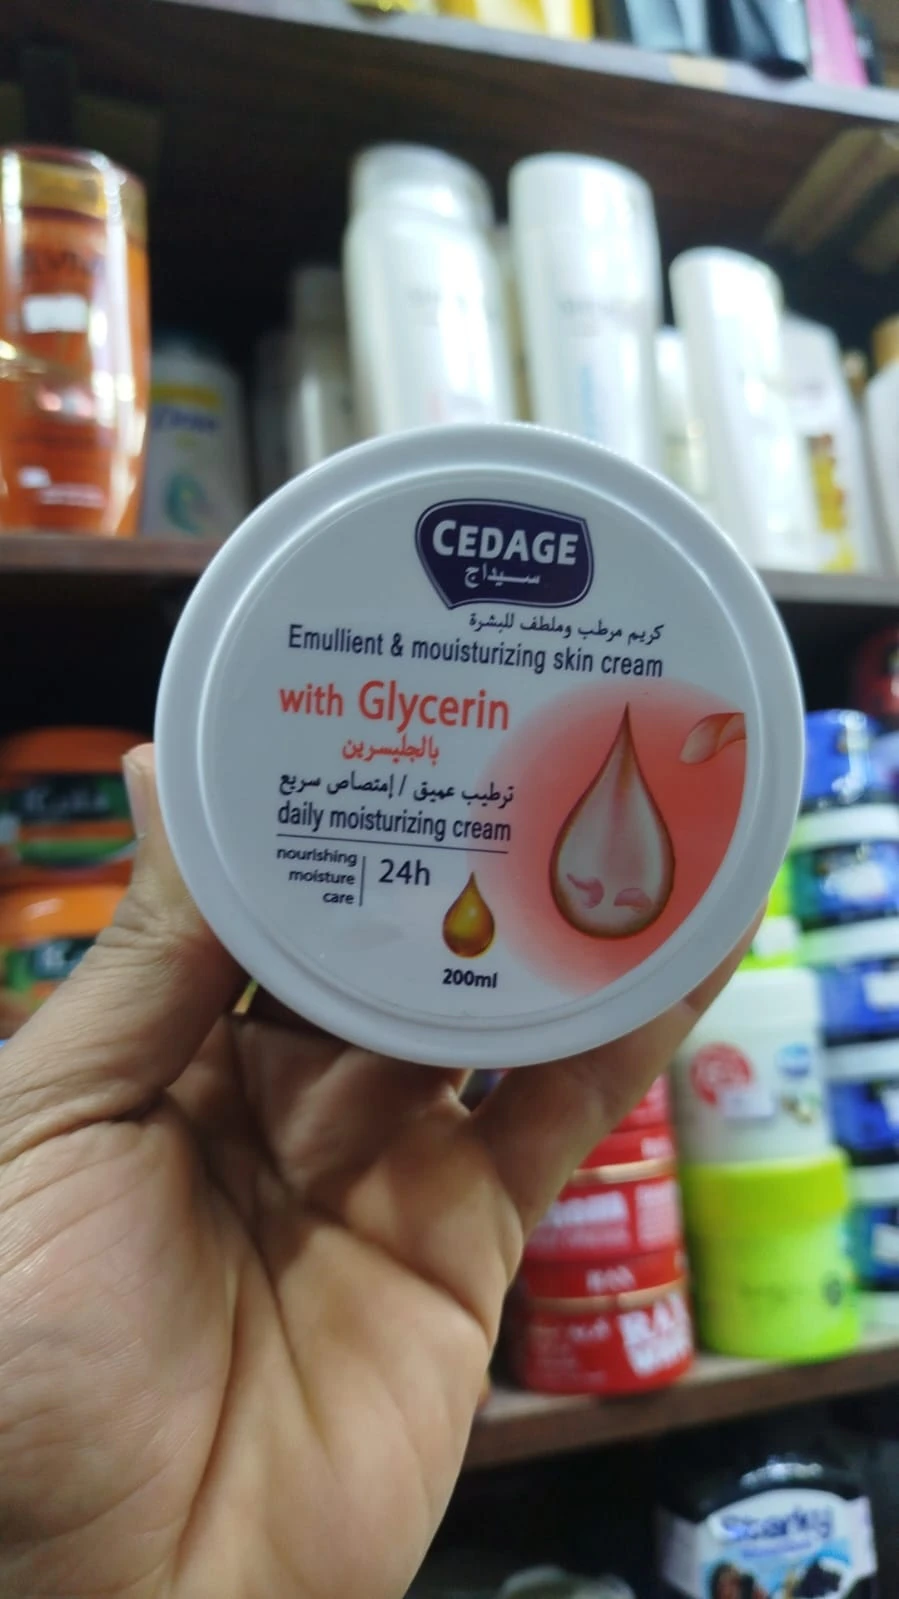 CEDAGE
سيداج
كريم مرطب وملطف للبشرة
Emullient & mouisturizing skin cream
with Glycerin
بالجليسرين
ترطيب عميق / إمتصاص سريع
daily moisturizing cream
nourishing
moisture
care
24h
200ml
Starky